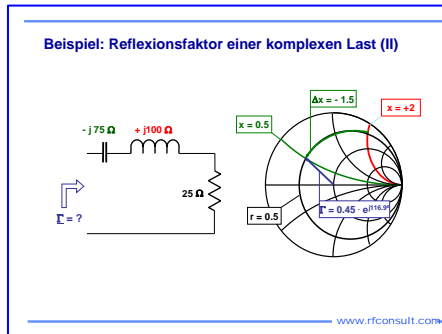 Beispiel: Reflexionsfaktor einer komplexen Last (II)
Δx = - 1.5
- j 75 Ω
+ j100 Ω
x = 0.5
x = +2
25 Ω
Γ = ?
r = 0.5
Γ = 0.45 · e^j116.9°
www.rfconsult.com